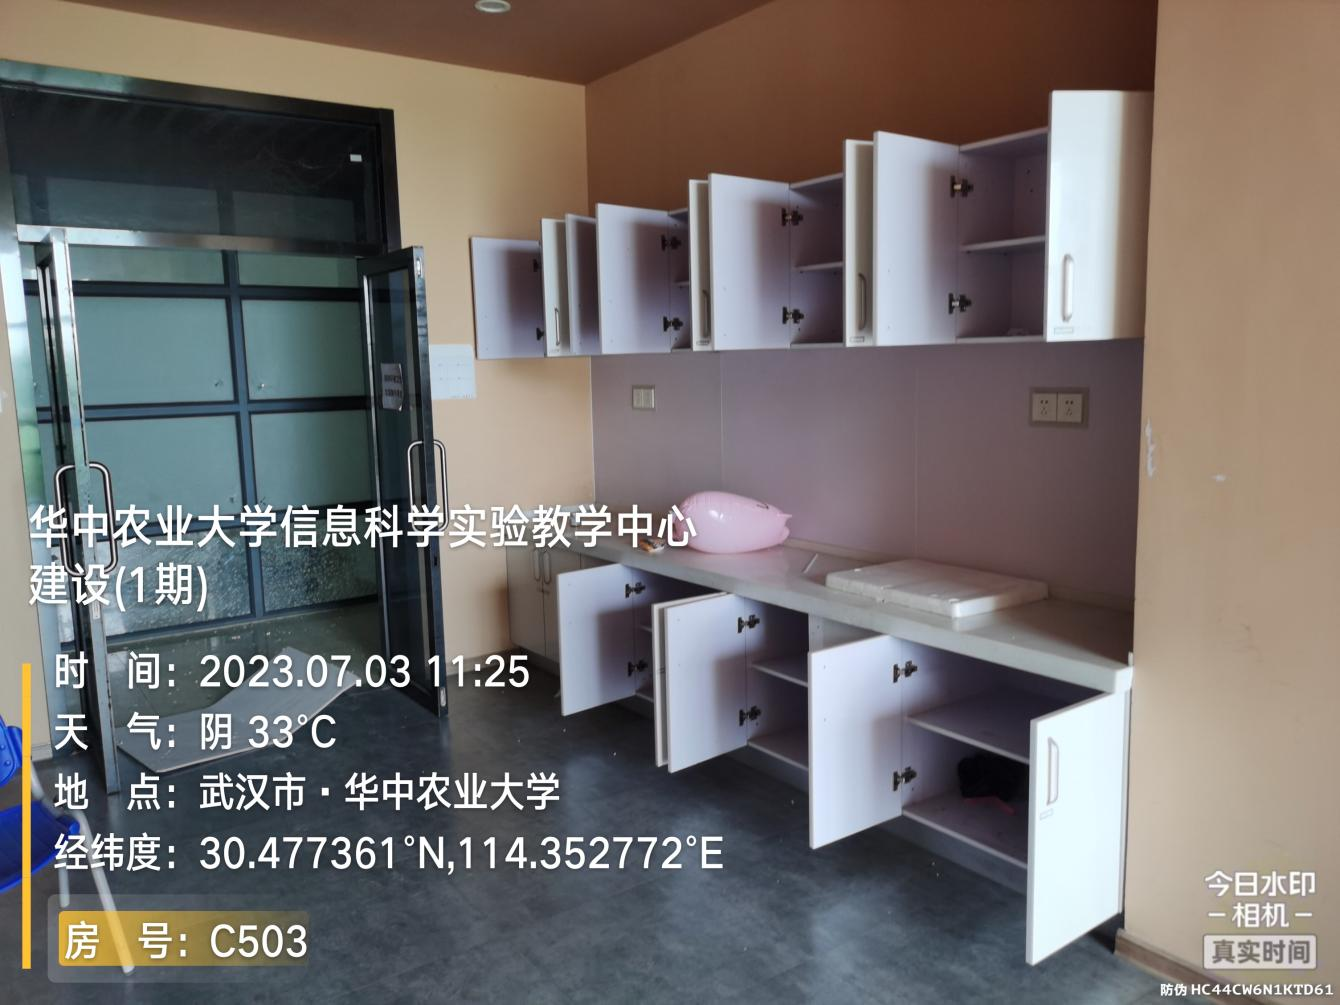 华中农业大学信息科学实验教学中心
建设(1期)
时 间：2023.07.03 11:25
天 气：阴 33°C
地 点：武汉市·华中农业大学
经纬度：30.477361°N,114.352772°E
房 号：C503
今日水印
-相机-
真实时间
防伪 HC44CW6N1KTD61